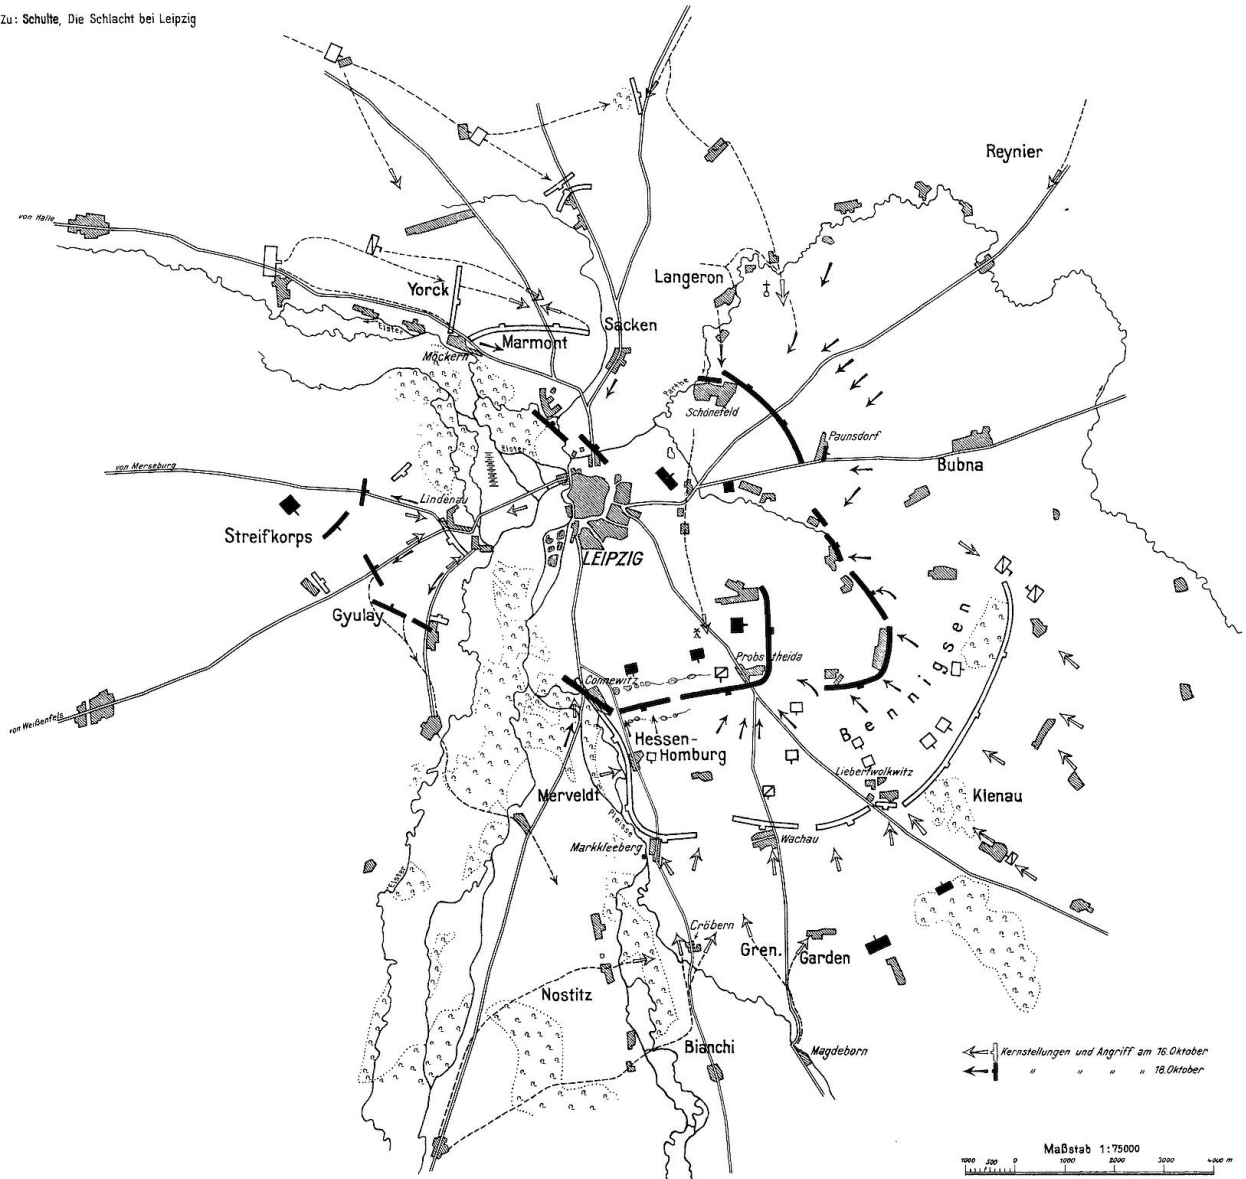 Zu: Schulte, Die Schlacht bei Leipzig
Reynier
von Halle
Langeron
Yorck
Sacken
Elster
Marmont
Möckern
Parthe
Schönefeld
Paunsdorf
Elster
Bubna
von Merseburg
Lindenau
Streifkorps
LEIPZIG
Gyulay
Bennigsen
Probstheida
Connewitz
von Weißenfels
Hessen-
Homburg
Liebertwolkwitz
Merveldt
Klenau
Pleisse
Wachau
Markkleeberg
Elster
Cröbern
Gren.
Garden
Nostitz
Bianchi
Magdeborn
Kernstellungen und Angriff am 16.Oktober
" " " " 18.Oktober
Maßstab 1:75000
1000 500 0 1000 2000 3000 4000 m